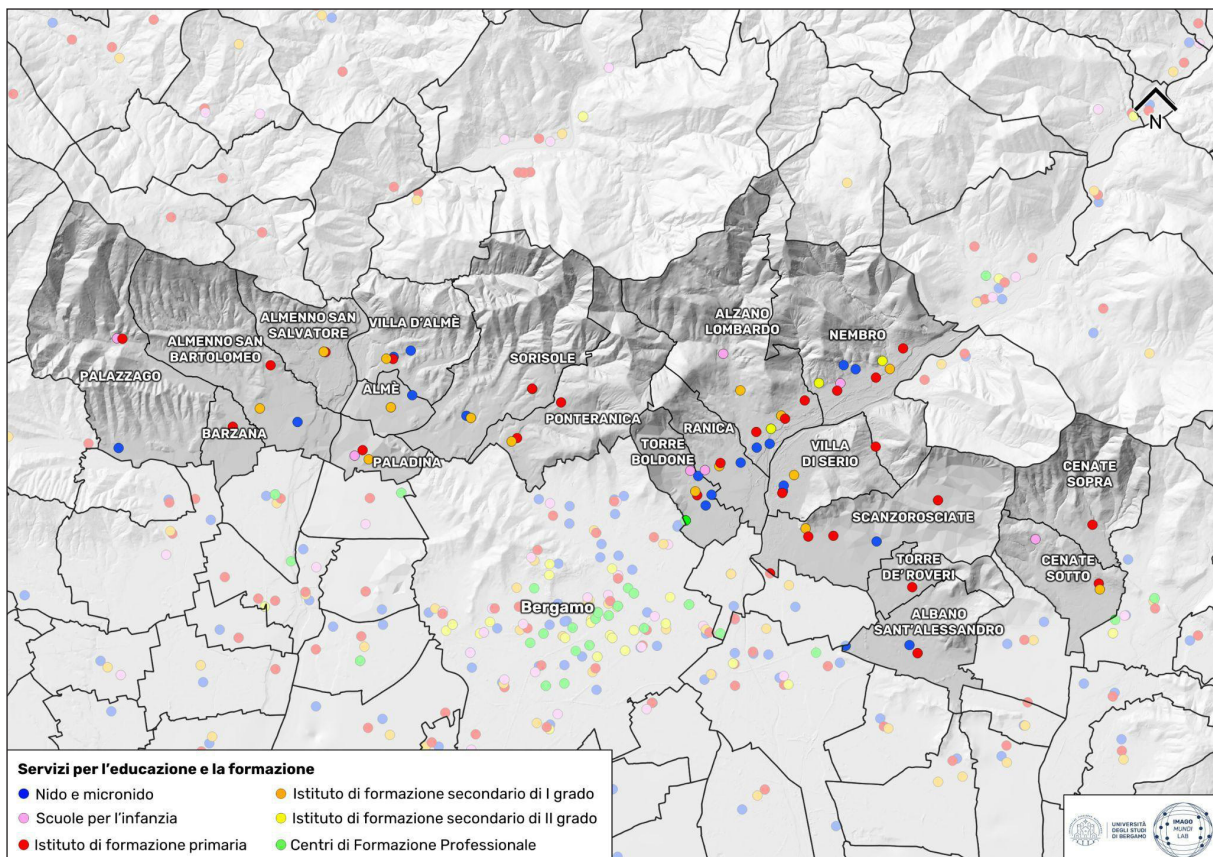 N
ALMENNO SAN
SALVATORE
VILLA D'ALMÈ
ALZANO
LOMBARDO
NEMBRO
ALMENNO SAN
BARTOLOMEO
SORISOLE
PALAZZAGO
ALMÈ
PONTERANICA
BARZANA
RANICA
TORRE
BOLDONE
VILLA
DI SERIO
PALADINA
CENATE
SOPRA
SCANZOROSCIATE
TORRE
DE' ROVERI
CENATE
SOTTO
Bergamo
ALBANO
SANT'ALESSANDRO
Servizi per l'educazione e la formazione
Nido e micronido
Scuole per l'infanzia
Istituto di formazione primaria
Istituto di formazione secondario di I grado
Istituto di formazione secondario di II grado
Centri di Formazione Professionale
UNIVERSITÀ
DEGLI STUDI
DI BERGAMO
IMAGO
MUNDI
LAB